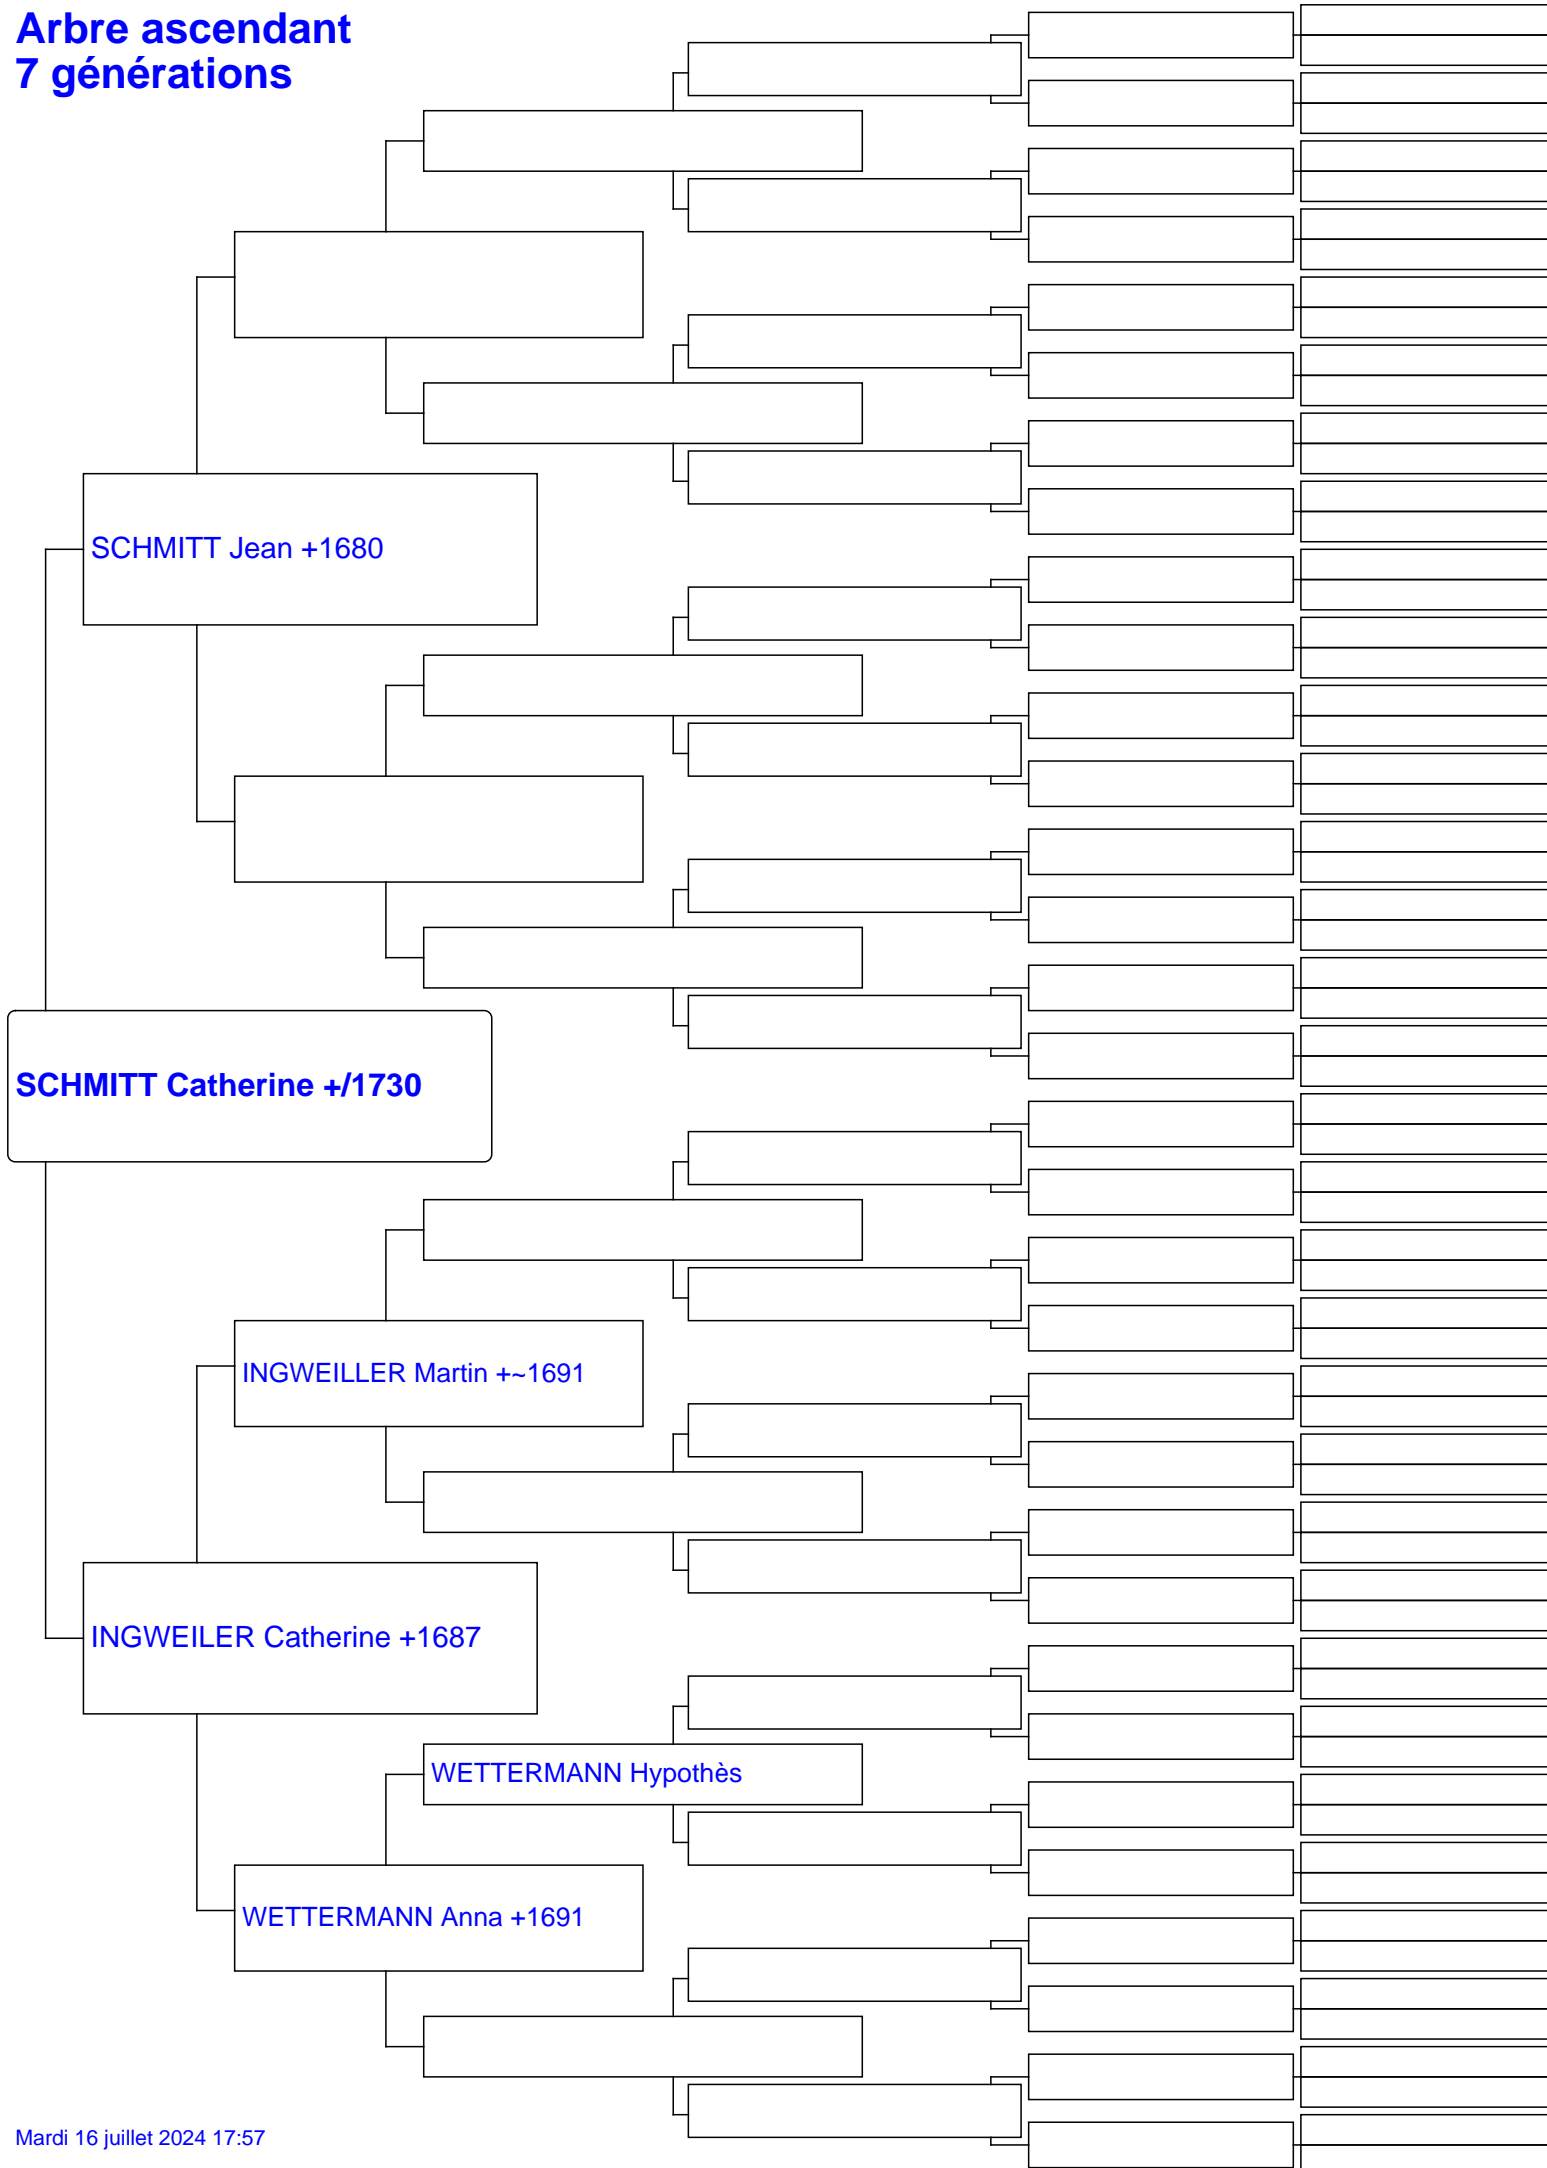 Arbre ascendant
7 générations
SCHMITT Jean +1680
SCHMITT Catherine +/1730
INGWEILLER Martin +~1691
INGWEILER Catherine +1687
WETTERMANN Hypothès
WETTERMANN Anna +1691
Mardi 16 juillet 2024 17:57